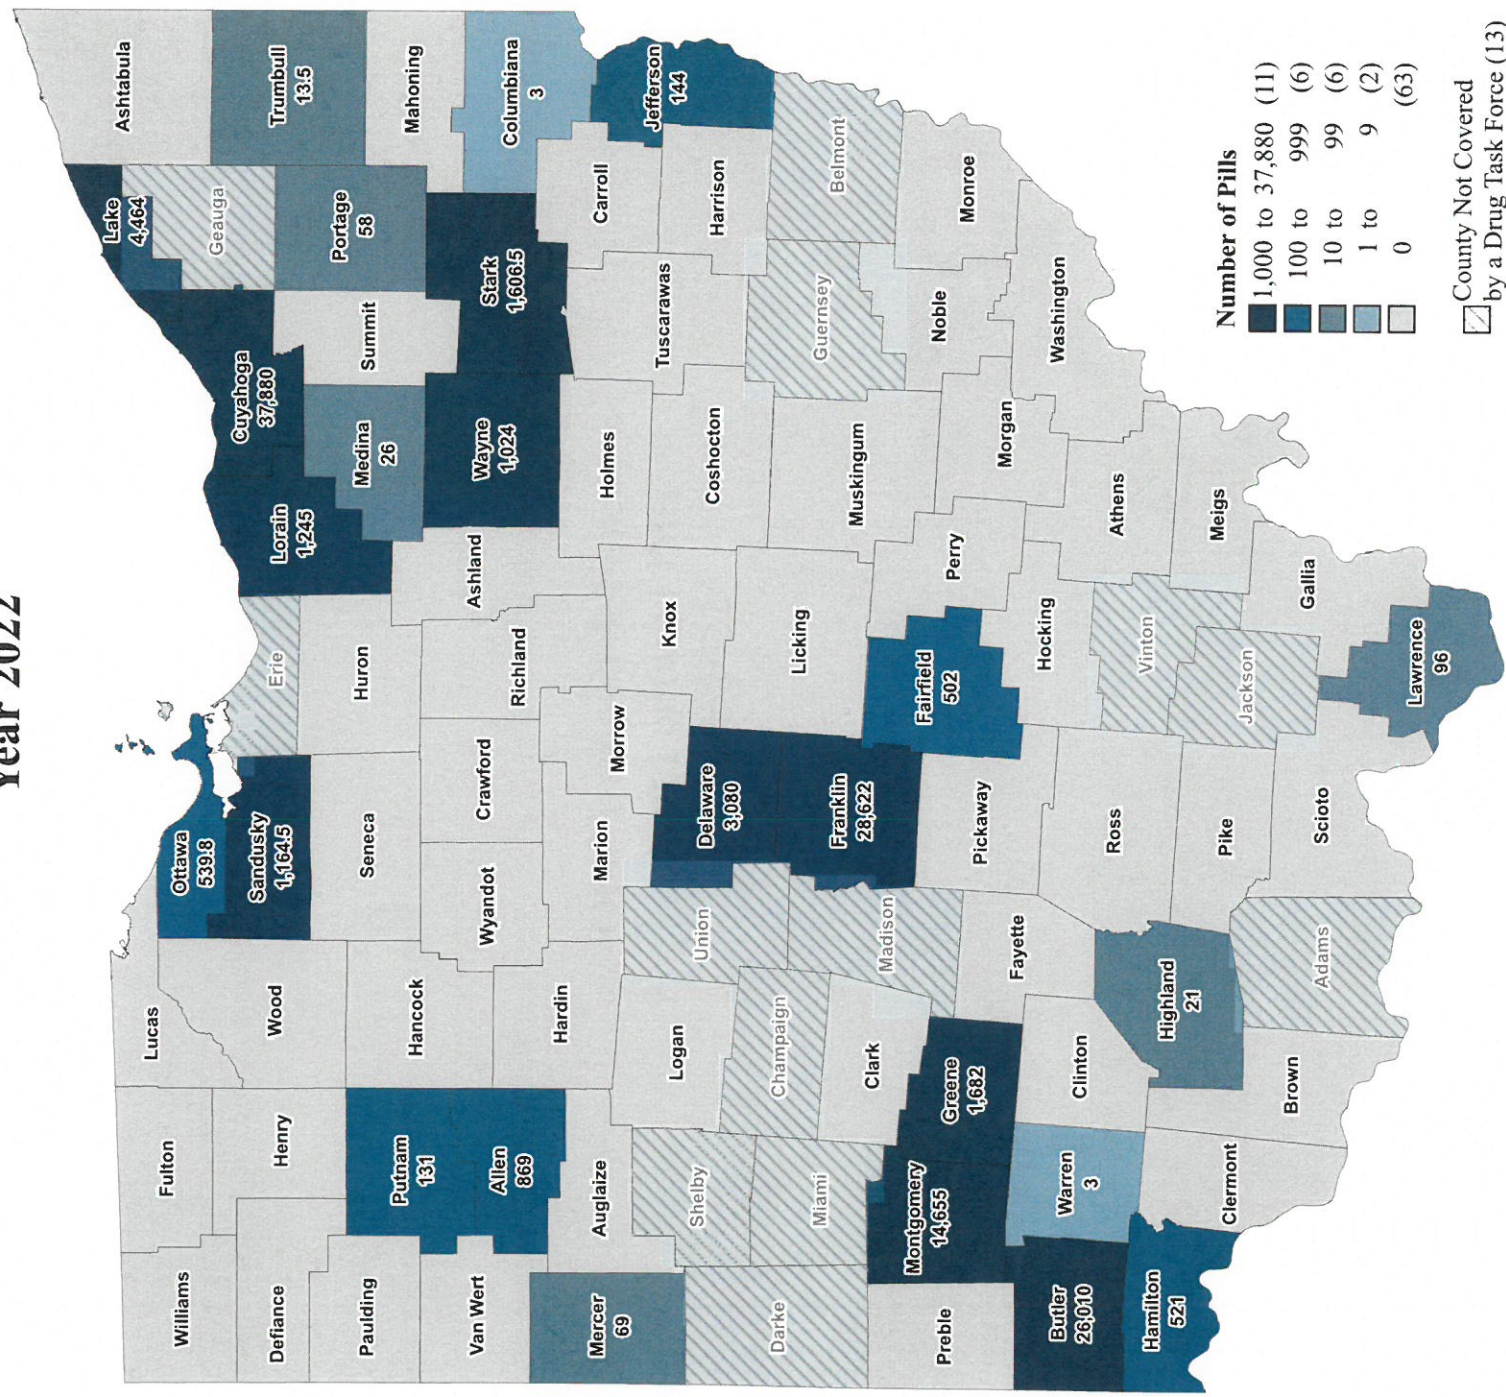 Year 2022
Williams
Fulton
Lucas
Ottawa
539.8
Lake
4,464
Ashtabula
Defiance
Henry
Wood
Sandusky
1,164.5
Erie
Lorain
1,245
Cuyahoga
37,880
Geauga
Trumbull
13.5
Paulding
Putnam
131
Hancock
Seneca
Huron
Medina
26
Summit
Portage
58
Mahoning
Van Wert
Allen
869
Hardin
Wyandot
Crawford
Richland
Ashland
Wayne
1,024
Stark
1,606.5
Columbiana
3
Mercer
69
Auglaize
Marion
Morrow
Holmes
Carroll
Jefferson
144
Shelby
Logan
Union
Delaware
3,080
Knox
Coshocton
Tuscarawas
Harrison
Darke
Miami
Champaign
Licking
Guernsey
Belmont
Clark
Madison
Franklin
28,622
Muskingum
Preble
Montgomery
14,655
Greene
1,682
Fayette
Pickaway
Fairfield
502
Perry
Morgan
Noble
Monroe
Butler
26,010
Warren
3
Clinton
Ross
Hocking
Athens
Washington
Hamilton
521
Clermont
Brown
Highland
21
Pike
Vinton
Meigs
Adams
Scioto
Jackson
Gallia
Lawrence
96
Number of Pills
1,000 to 37,880 (11)
100 to 999 (6)
10 to 99 (6)
1 to 9 (2)
0 (63)
County Not Covered
by a Drug Task Force (13)